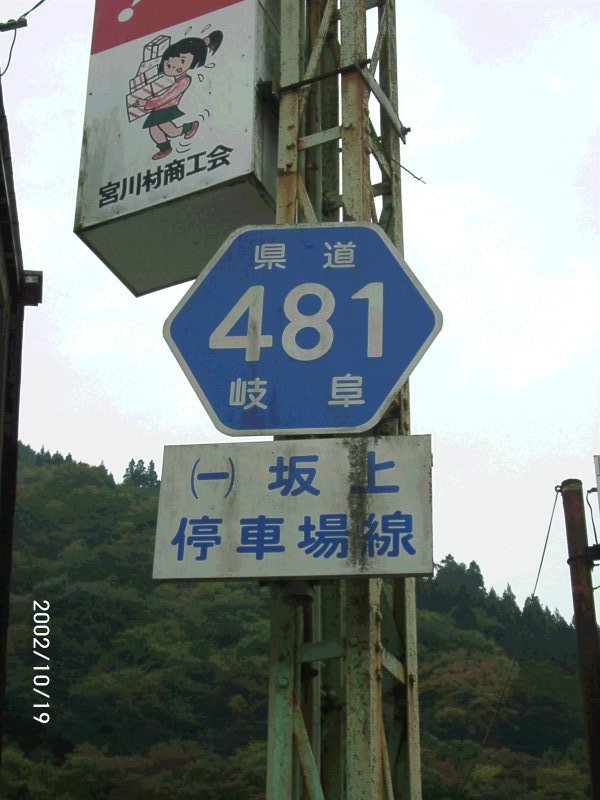 宮川村商工会
県道
481
岐阜
(一) 坂上
停車場線
2002/10/19